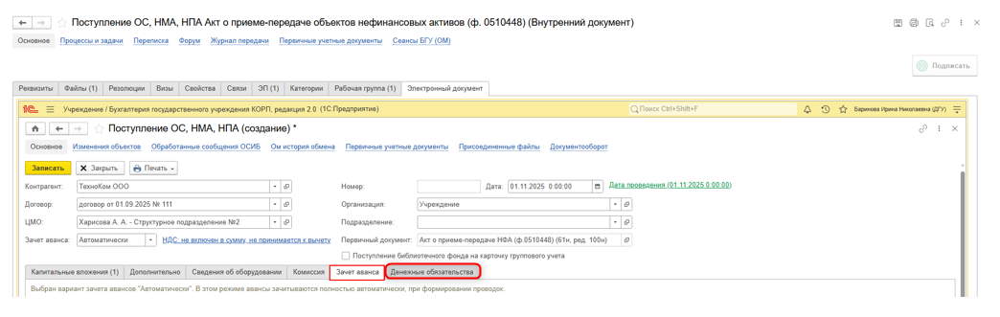 Поступление ОС, НМА, НПА Акт о приеме-передаче объектов нефинансовых активов (ф. 0510448) (Внутренний документ)
Основное Процессы и задачи Переписка Форум Журнал передачи Первичные учетные документы Сеансы БГУ (ОМ)
Подписать
Реквизиты Файлы (1) Резолюции Визы Свойства Связи ЭП (1) Категории Рабочая группа (1) Электронный документ
Учреждение / Бухгалтерия государственного учреждения КОРП, редакция 2.0 (1С:Предприятие) Поиск Ctrl+Shift+F Баринова Ирина Николаевна (ДГУ)
Поступление ОС, НМА, НПА (создание) *
Основное Изменения объектов Обработанные сообщения ОСИБ Ом история обмена Первичные учетные документы Присоединенные файлы Документооборот
Записать Закрыть Печать
Контрагент: ТехноКом ООО Номер: Дата: 01.11.2025 0:00:00 Дата проведения (01.11.2025 0:00:00)
Договор: договор от 01.09.2025 № 111 Организация: Учреждение
ЦМО: Харисова А. А. - Структурное подразделение №2 Подразделение:
Зачет аванса: Автоматически НДС: не включен в сумму, не принимается к вычету Первичный документ: Акт о приеме-передаче НФА (ф.0510448) (61н, ред. 100н)
Поступление библиотечного фонда на карточку группового учета
Капитальные вложения (1) Дополнительно Сведения об оборудовании Комиссия Зачет аванса Денежные обязательства
Выбран вариант зачета авансов "Автоматически". В этом режиме авансы зачитываются полностью автоматически, при формировании проводок.